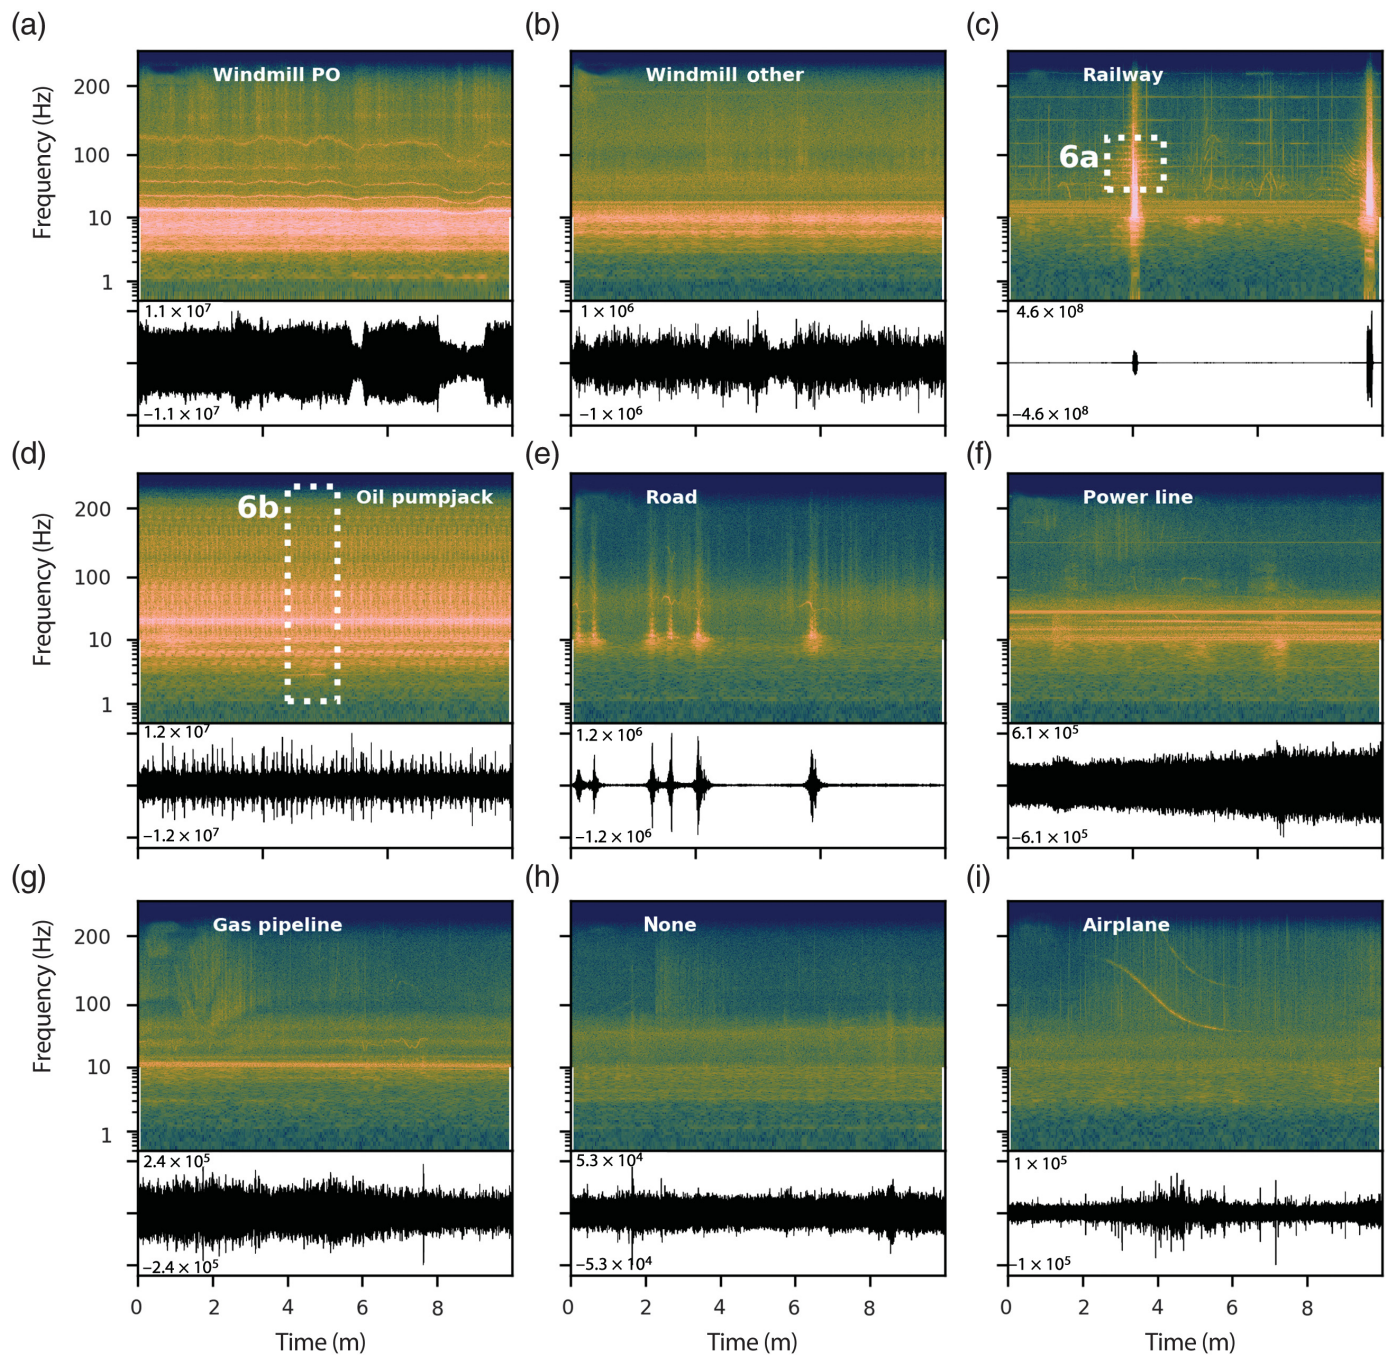 (a) (b) (c)
Windmill PO Windmill other Railway
Frequency (Hz) 200 100 10 1
6a
1.1 × 10⁷ 1 × 10⁶ 4.6 × 10⁸
–1.1 × 10⁷ –1 × 10⁶ –4.6 × 10⁸
(d) (e) (f)
6b Oil pumpjack Road Power line
Frequency (Hz) 200 100 10 1
1.2 × 10⁷ 1.2 × 10⁶ 6.1 × 10⁵
–1.2 × 10⁷ –1.2 × 10⁶ –6.1 × 10⁵
(g) (h) (i)
Gas pipeline None Airplane
Frequency (Hz) 200 100 10 1
2.4 × 10⁵ 5.3 × 10⁴ 1 × 10⁵
–2.4 × 10⁵ –5.3 × 10⁴ –1 × 10⁵
0 2 4 6 8 0 2 4 6 8 0 2 4 6 8
Time (m) Time (m) Time (m)